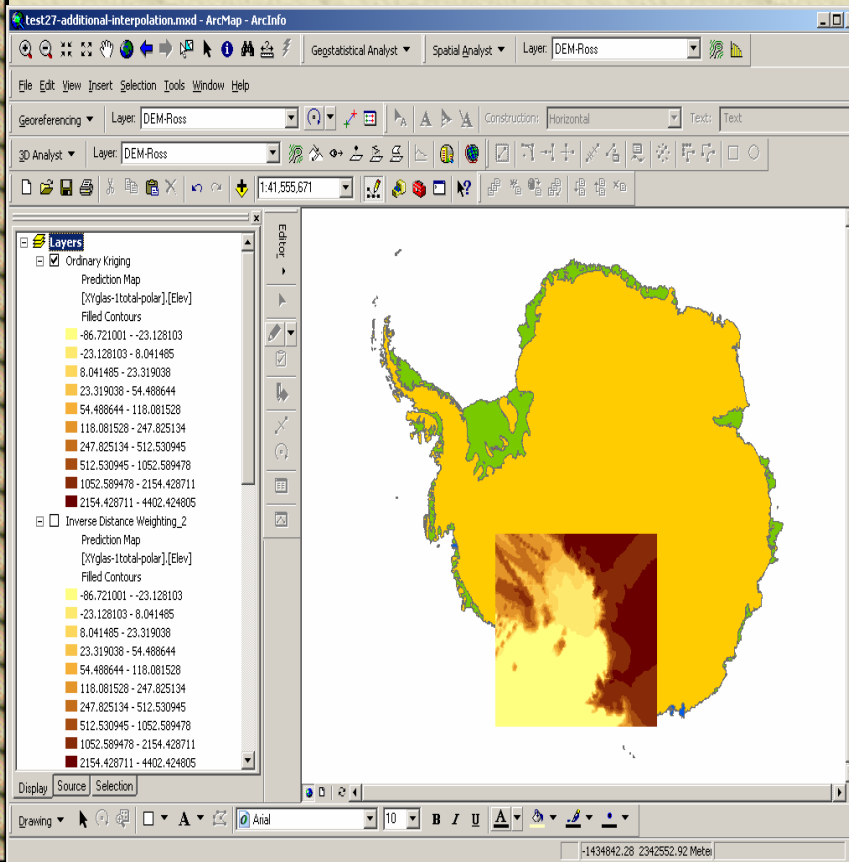 test27-additional-interpolation.mxd - ArcMap - ArcInfo
Geostatistical Analyst Spatial Analyst Layer: DEM-Ross
File Edit View Insert Selection Tools Window Help
Georeferencing Layer: DEM-Ross Construction: Horizontal Text: Text
3D Analyst Layer: DEM-Ross
1:41,555,671
Editor
Layers
Ordinary Kriging
Prediction Map
[XYglas-1total-polar].[Elev]
Filled Contours
-86.721001 - -23.128103
-23.128103 - 8.041485
8.041485 - 23.319038
23.319038 - 54.488644
54.488644 - 118.081528
118.081528 - 247.825134
247.825134 - 512.530945
512.530945 - 1052.589478
1052.589478 - 2154.428711
2154.428711 - 4402.424805
Inverse Distance Weighting_2
Prediction Map
[XYglas-1total-polar].[Elev]
Filled Contours
-86.721001 - -23.128103
-23.128103 - 8.041485
8.041485 - 23.319038
23.319038 - 54.488644
54.488644 - 118.081528
118.081528 - 247.825134
247.825134 - 512.530945
512.530945 - 1052.589478
1052.589478 - 2154.428711
2154.428711 - 4402.424805
Display Source Selection
Drawing A Arial 10 B I U A
-1434842.28 2342552.92 Meter